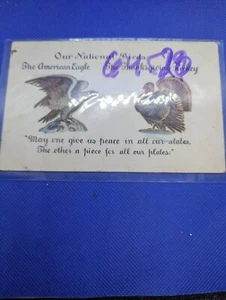 Our National Birds
The American Eagle The Thanksgiving Turkey
"May one give us peace in all our states,
The other a piece for all our plates."